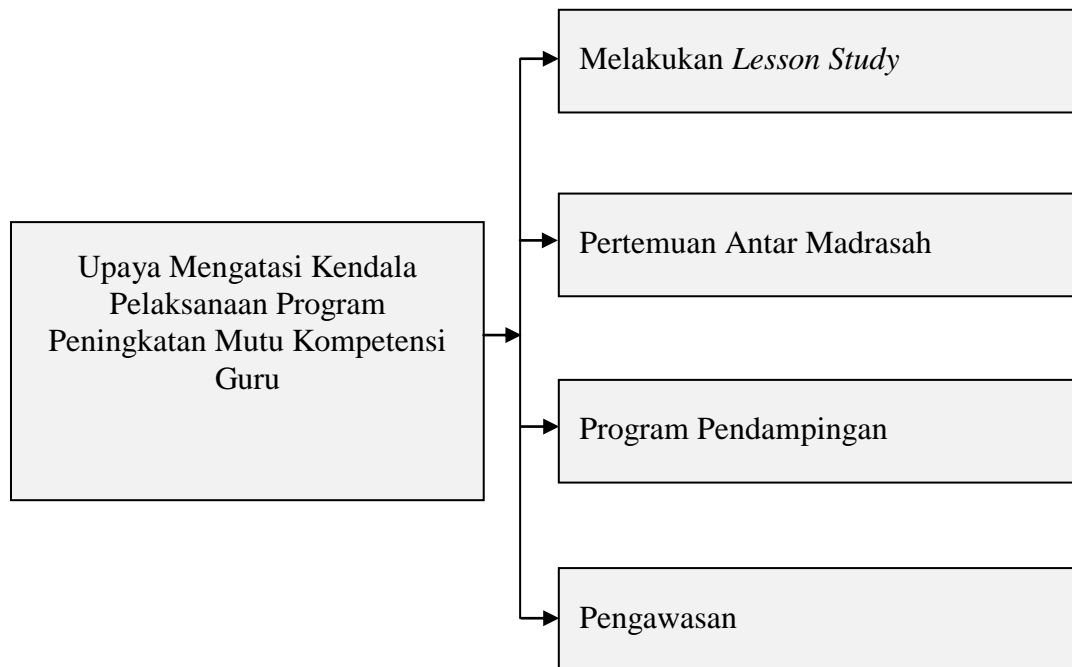 Melakukan Lesson Study
Pertemuan Antar Madrasah
Upaya Mengatasi Kendala
Pelaksanaan Program
Peningkatan Mutu Kompetensi
Guru
Program Pendampingan
Pengawasan